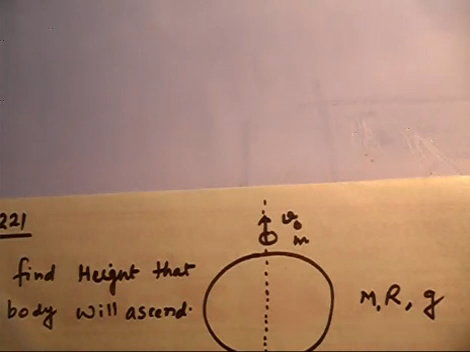 221
v₀
m
find Height that
body will ascend.
M, R, g